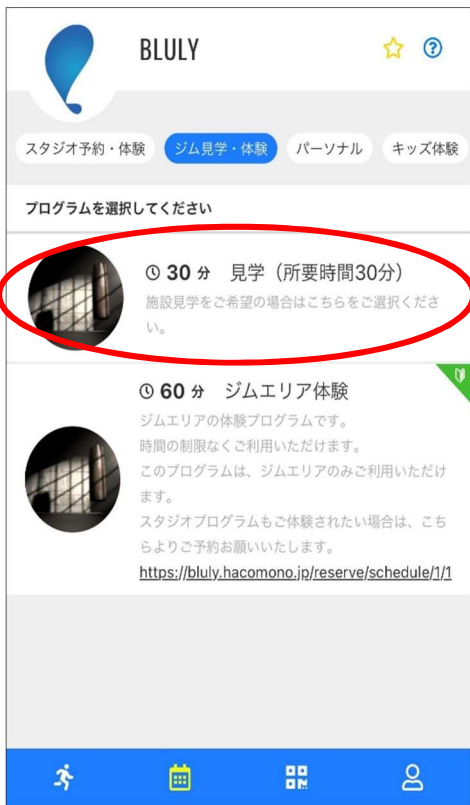 BLULY
スタジオ予約・体験 ジム見学・体験 パーソナル キッズ体験
プログラムを選択してください
30 分 見学（所要時間30分）
施設見学をご希望の場合はこちらをご選択くださ
い。
60 分 ジムエリア体験
ジムエリアの体験プログラムです。
時間の制限なくご利用いただけます。
このプログラムは、ジムエリアのみご利用いただけ
ます。
スタジオプログラムもご体験されたい場合は、こち
らよりご予約お願いいたします。
https://bluly.hacomono.jp/reserve/schedule/1/1